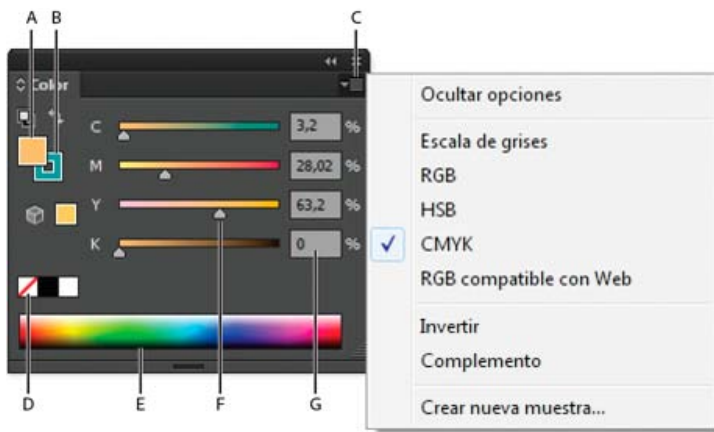 A B C
Color
C 3,2 %
M 28,02 %
Y 63,2 %
K 0 %
D E F G
Ocultar opciones
Escala de grises
RGB
HSB
CMYK
RGB compatible con Web
Invertir
Complemento
Crear nueva muestra...